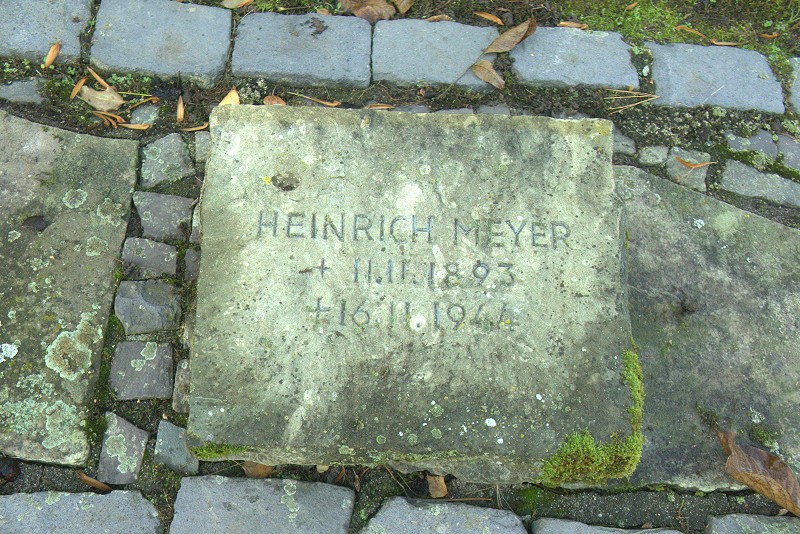 HEINRICH MEYER
+ 11.11.1893
+ 16.11.1944